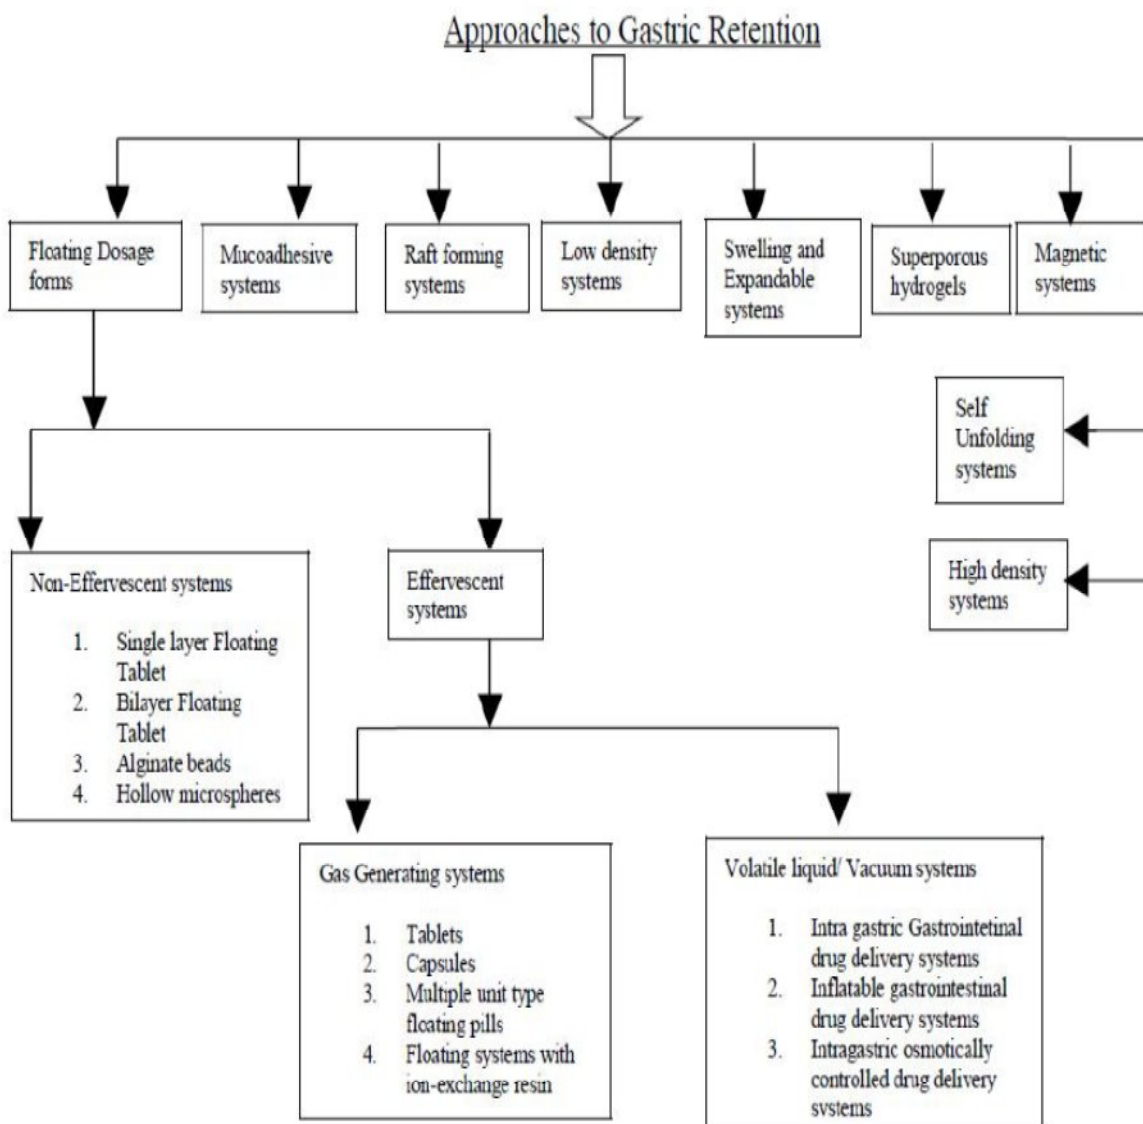 Approaches to Gastric Retention
Floating Dosage
forms
Mucoadhesive
systems
Raft forming
systems
Low density
systems
Swelling and
Expandable
systems
Superporous
hydrogels
Magnetic
systems
Self
Unfolding
systems
High density
systems
Non-Effervescent systems
1. Single layer Floating
Tablet
2. Bilayer Floating
Tablet
3. Alginate beads
4. Hollow microspheres
Effervescent
systems
Gas Generating systems
1. Tablets
2. Capsules
3. Multiple unit type
floating pills
4. Floating systems with
ion-exchange resin
Volatile liquid/ Vacuum systems
1. Intra gastric Gastrointetinal
drug delivery systems
2. Inflatable gastrointestinal
drug delivery systems
3. Intragastric osmotically
controlled drug delivery
systems